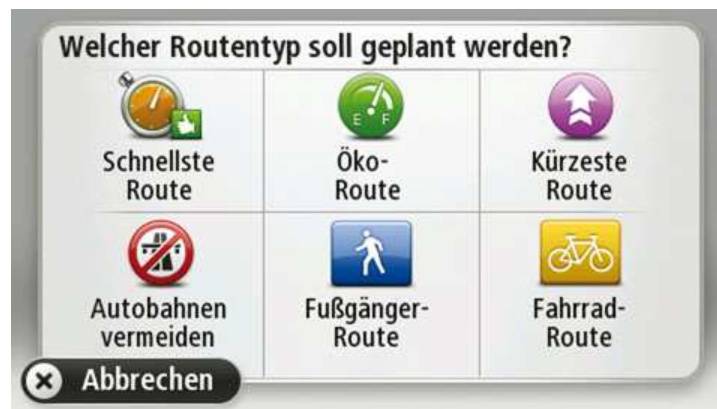 Welcher Routentyp soll geplant werden?
E F
Schnellste
Route
Öko-
Route
Kürzeste
Route
Autobahnen
vermeiden
Fußgänger-
Route
Fahrrad-
Route
Abbrechen